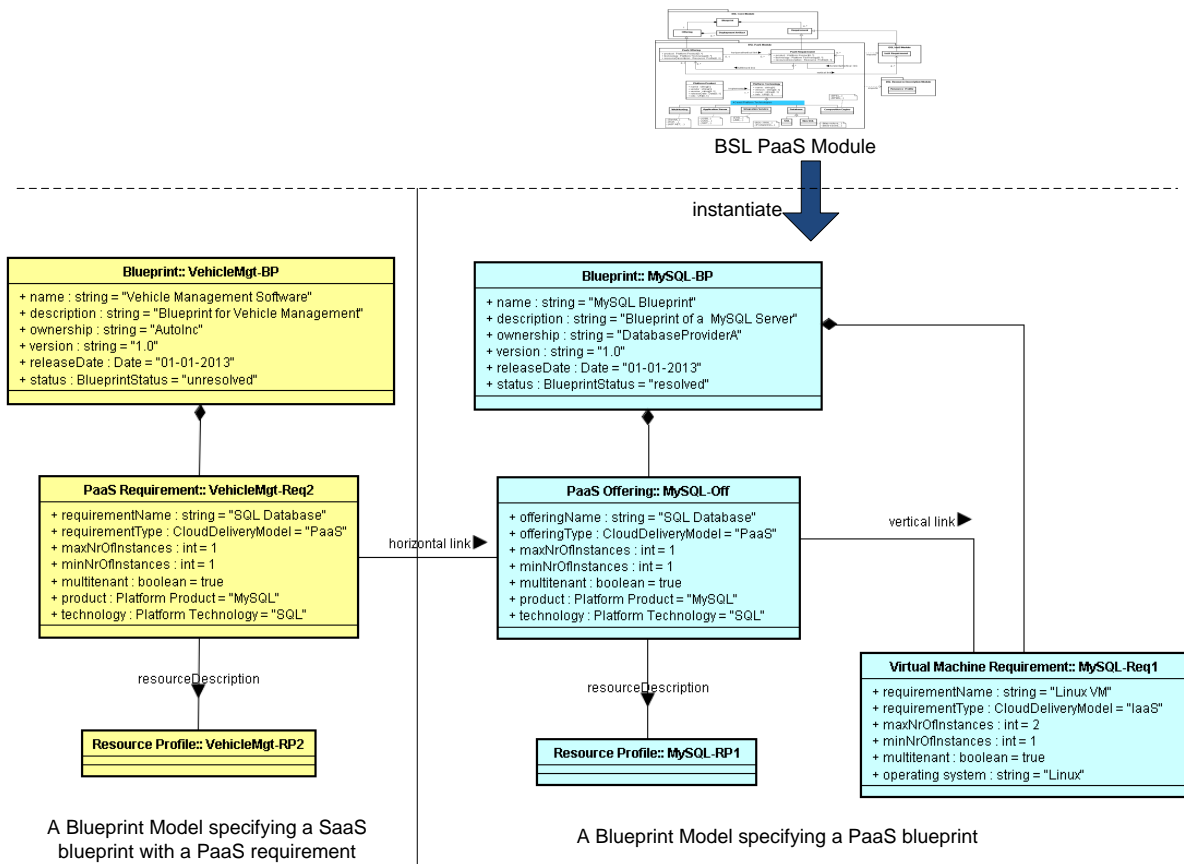 BSL PaaS Module
instantiate
Blueprint:: VehicleMgt-BP
+ name : string = "Vehicle Management Software"
+ description : string = "Blueprint for Vehicle Management"
+ ownership : string = "AutoInc"
+ version : string = "1.0"
+ releaseDate : Date = "01-01-2013"
+ status : BlueprintStatus = "unresolved"
PaaS Requirement:: VehicleMgt-Req2
+ requirementName : string = "SQL Database"
+ requirementType : CloudDeliveryModel = "PaaS"
+ maxNrOfInstances : int = 1
+ minNrOfInstances : int = 1
+ multitenant : boolean = true
+ product : Platform Product = "MySQL"
+ technology : Platform Technology = "SQL"
resourceDescription
Resource Profile:: VehicleMgt-RP2
A Blueprint Model specifying a SaaS
blueprint with a PaaS requirement
horizontal link
Blueprint:: MySQL-BP
+ name : string = "MySQL Blueprint"
+ description : string = "Blueprint of a MySQL Server"
+ ownership : string = "DatabaseProviderA"
+ version : string = "1.0"
+ releaseDate : Date = "01-01-2013"
+ status : BlueprintStatus = "resolved"
PaaS Offering:: MySQL-Off
+ offeringName : string = "SQL Database"
+ offeringType : CloudDeliveryModel = "PaaS"
+ maxNrOfInstances : int = 1
+ minNrOfInstances : int = 1
+ multitenant : boolean = true
+ product : Platform Product = "MySQL"
+ technology : Platform Technology = "SQL"
vertical link
resourceDescription
Resource Profile:: MySQL-RP1
Virtual Machine Requirement:: MySQL-Req1
+ requirementName : string = "Linux VM"
+ requirementType : CloudDeliveryModel = "IaaS"
+ maxNrOfInstances : int = 2
+ minNrOfInstances : int = 1
+ multitenant : boolean = true
+ operating system : string = "Linux"
A Blueprint Model specifying a PaaS blueprint